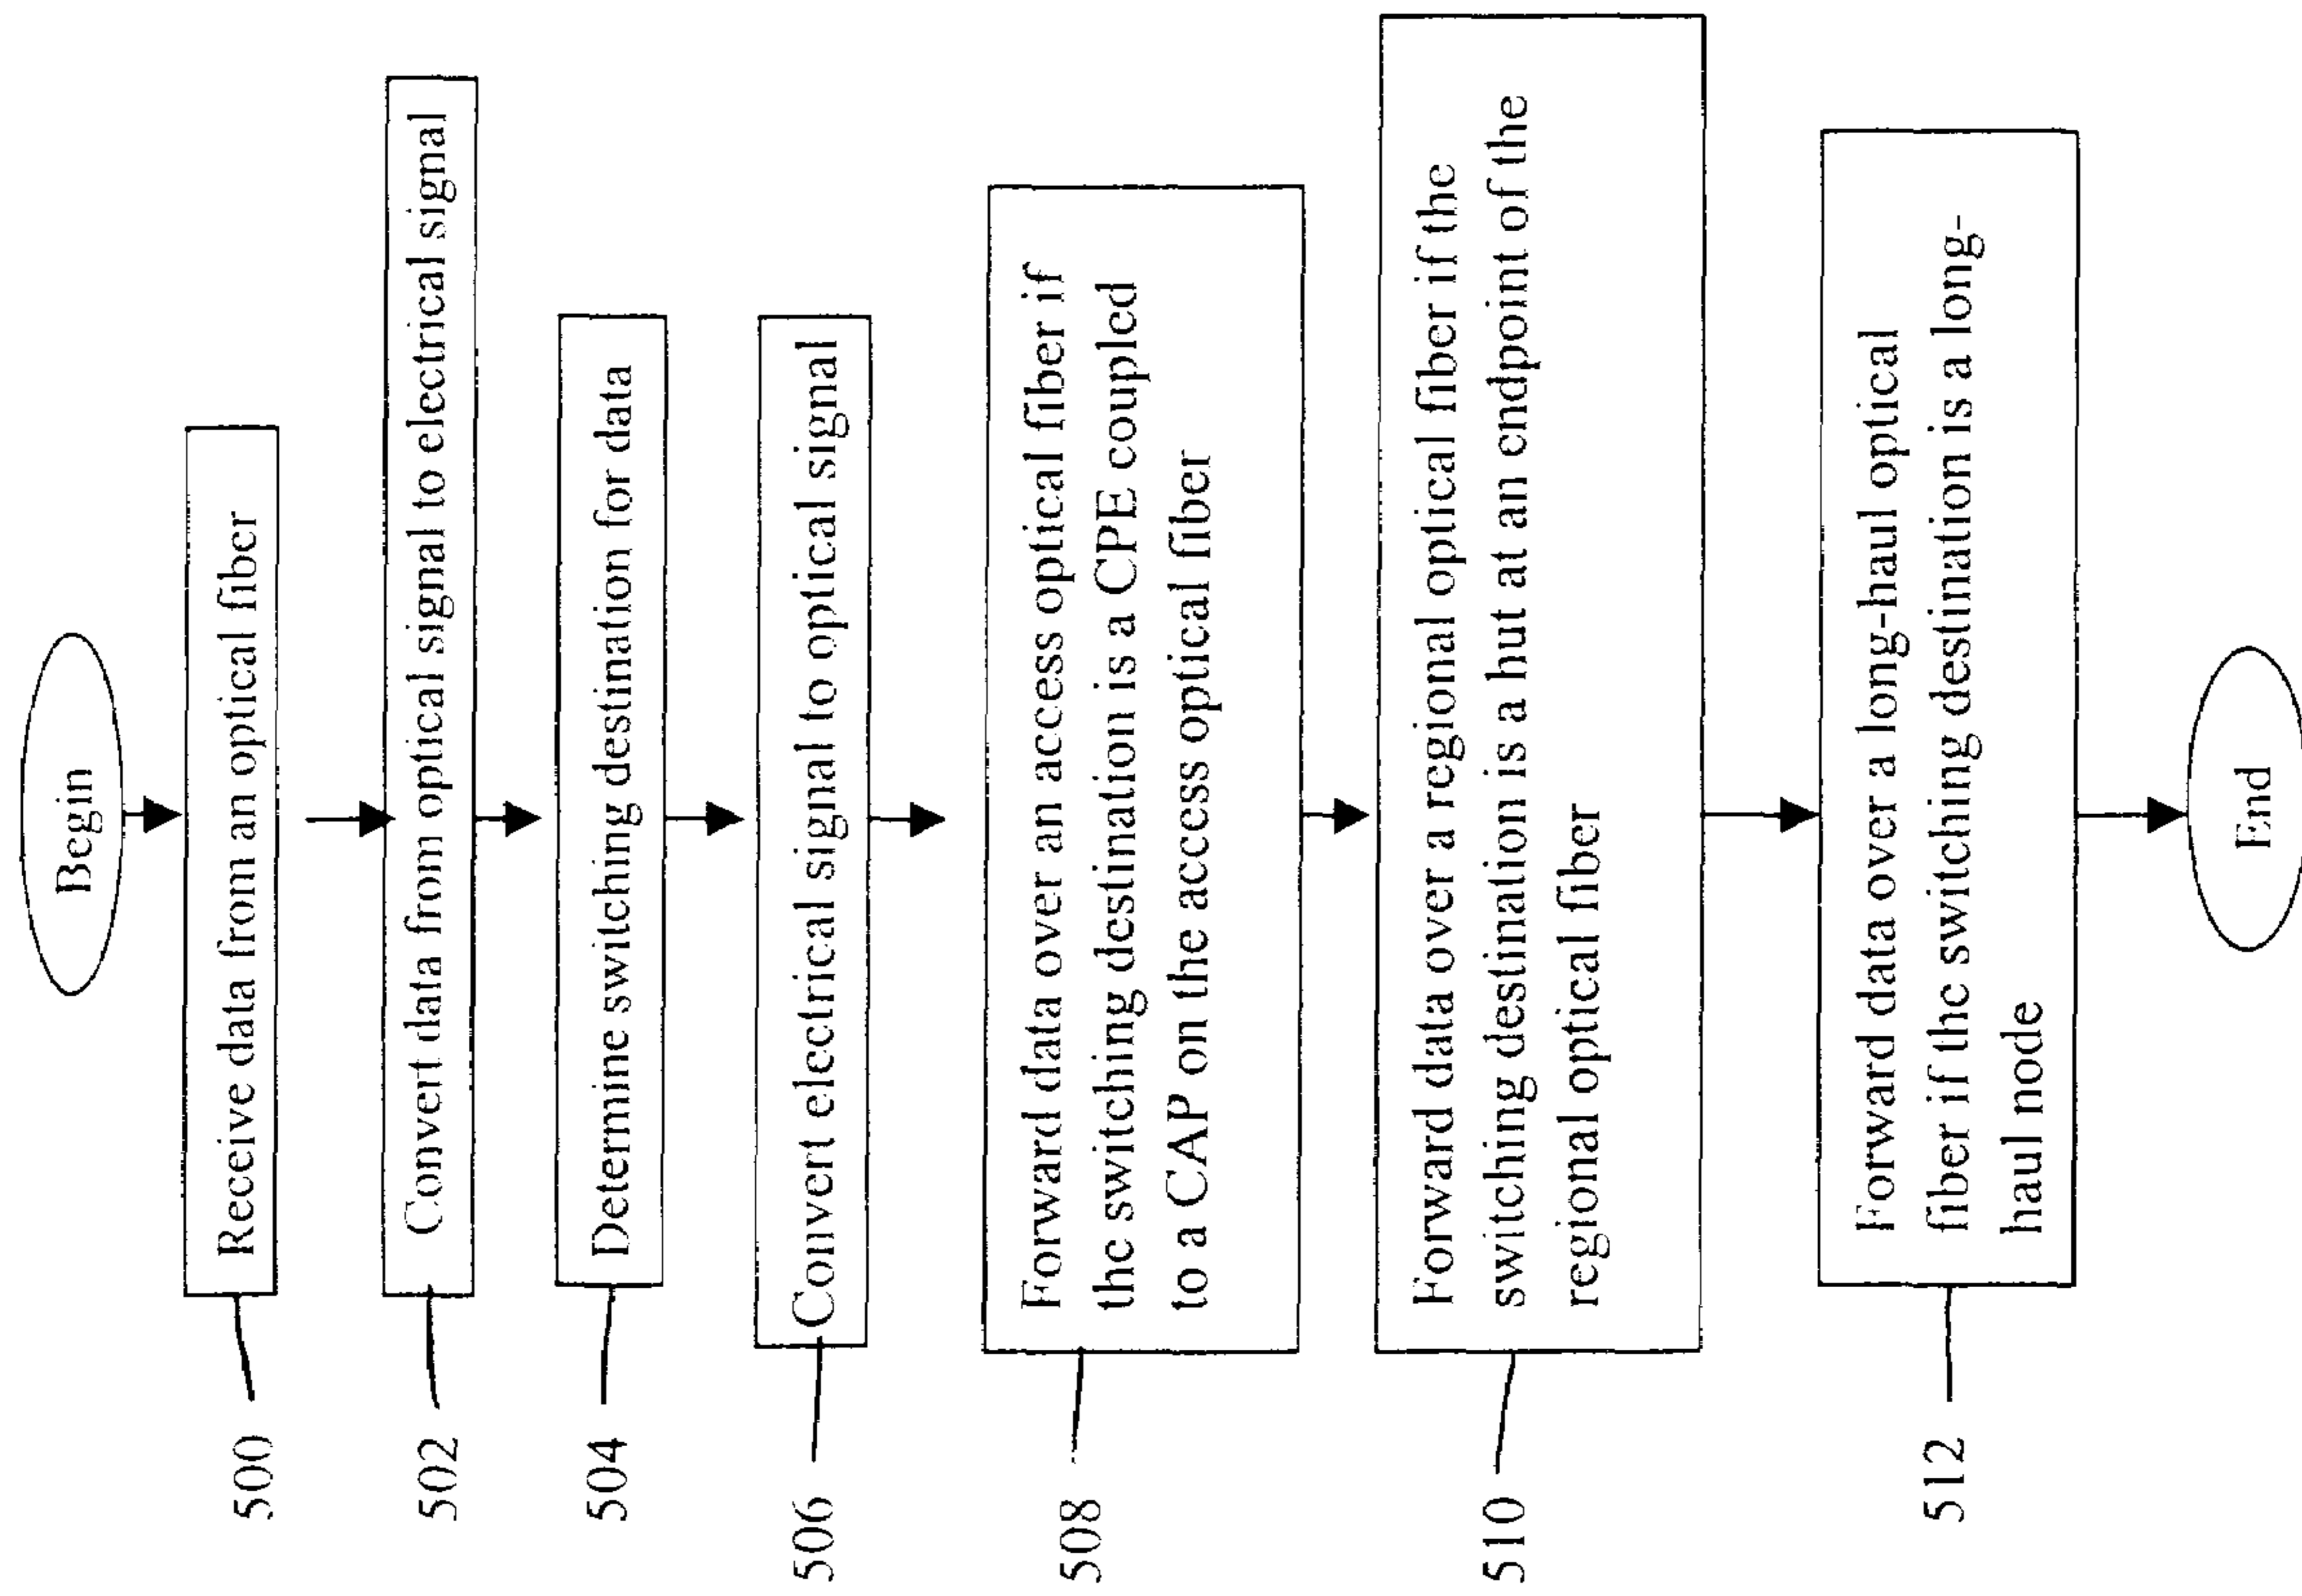 Begin
500
Receive data from an optical fiber
502
Convert data from optical signal to electrical signal
504
Determine switching destination for data
506
Convert electrical signal to optical signal
508
Forward data over an access optical fiber if
the switching destination is a CPE coupled
to a CAP on the access optical fiber
510
Forward data over a regional optical fiber if the
switching destination is a hut at an endpoint of the
regional optical fiber
512
Forward data over a long-haul optical
fiber if the switching destination is a long-
haul node
End